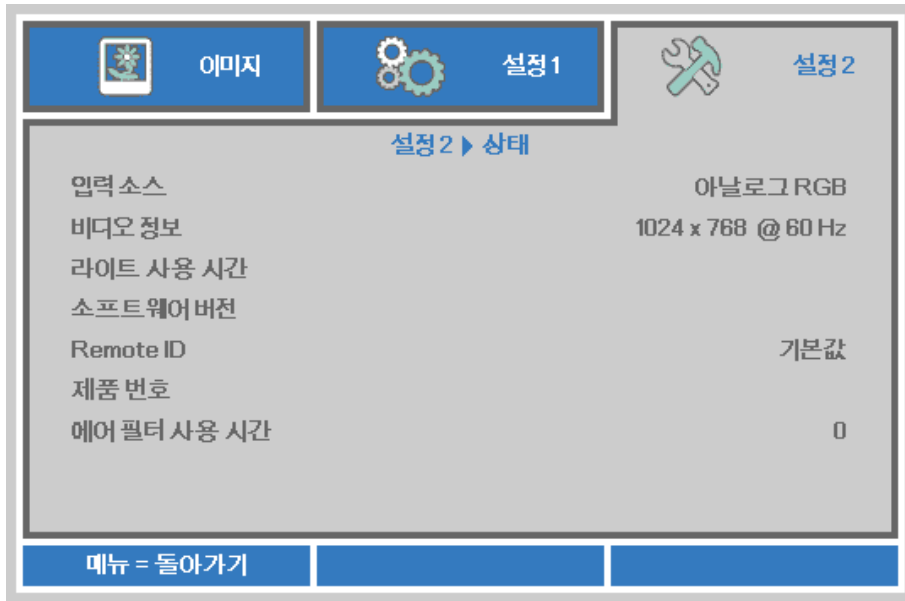 이미지 설정1 설정2
설정2 ▶ 상태
입력 소스 아날로그 RGB
비디오 정보 1024 x 768 @ 60 Hz
라이트 사용 시간
소프트웨어 버전
Remote ID 기본값
제품 번호
에어 필터 사용 시간 0
메뉴 = 돌아가기